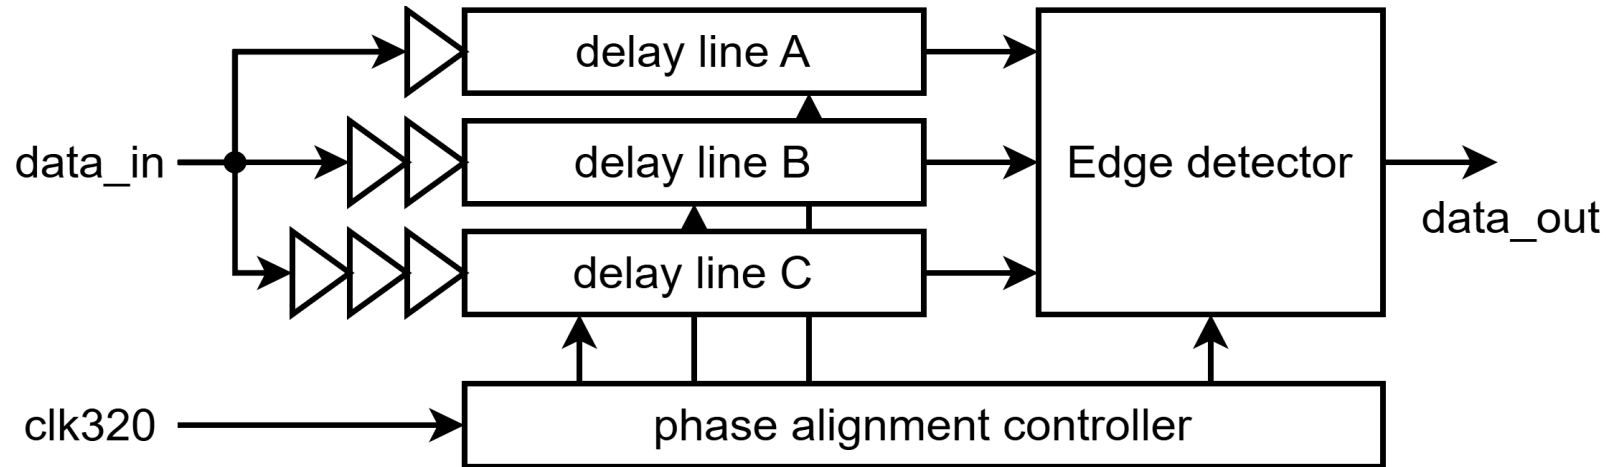 delay line A
data_in
delay line B
Edge detector
data_out
delay line C
clk320
phase alignment controller